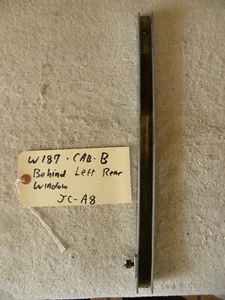 W187 · CAB · B
Behind Left Rear
Window
JC-A8